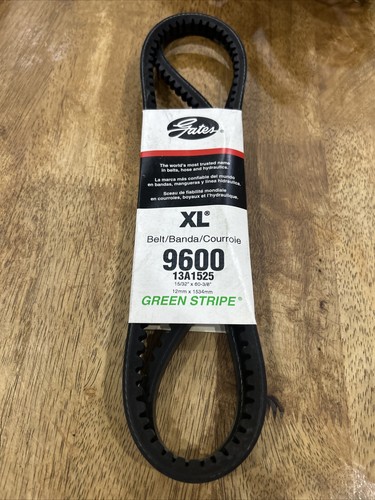 Gates
The world's most trusted name
in belts, hose and hydraulics.
La marca más confiable del mundo
en bandas, mangueras y línea hidráulica.
Sceau de fiabilité mondiale
en courroies, boyaux et l'hydraulique.
XL®
Belt/Banda/Courroie
9600
13A1525
15/32" x 60-3/8"
12mm x 1534mm
GREEN STRIPE®